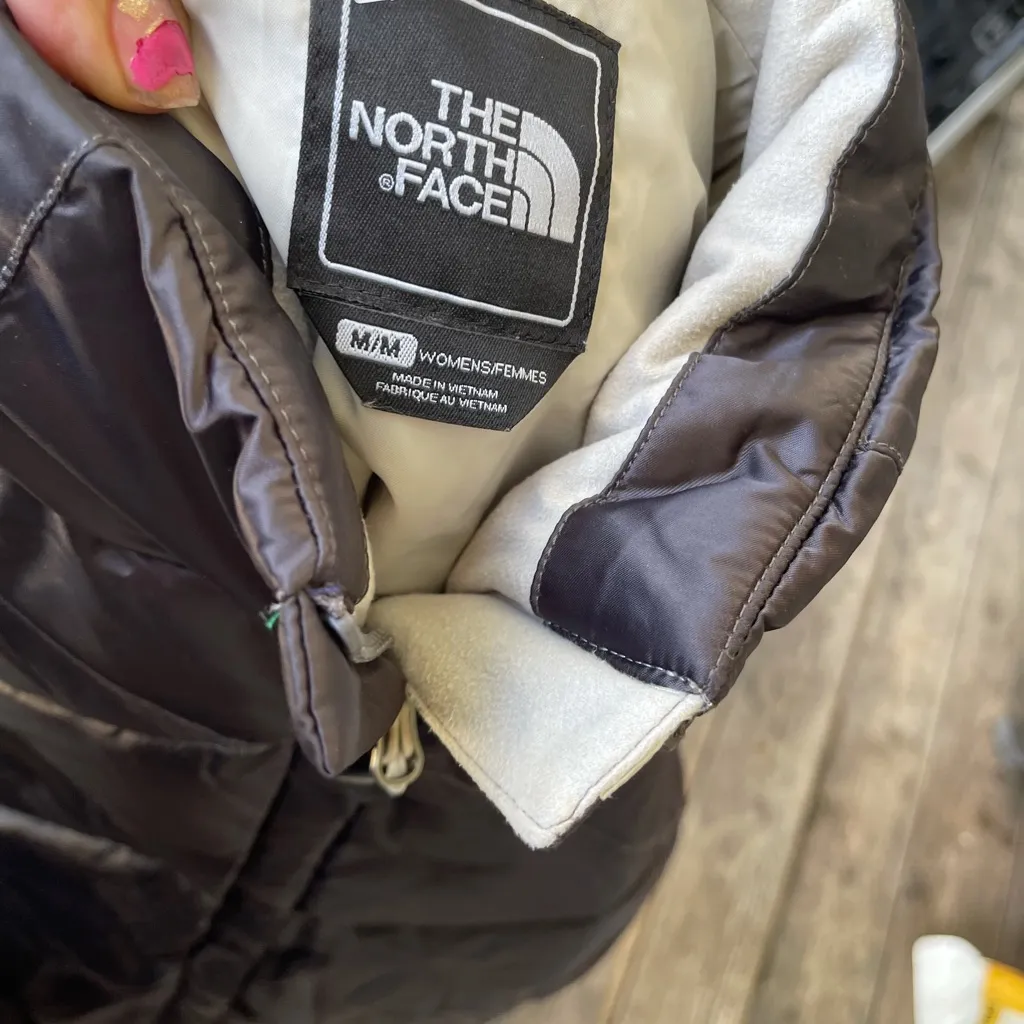 THE
NORTH
®FACE
M/M WOMENS/FEMMES
MADE IN VIETNAM
FABRIQUE AU VIETNAM